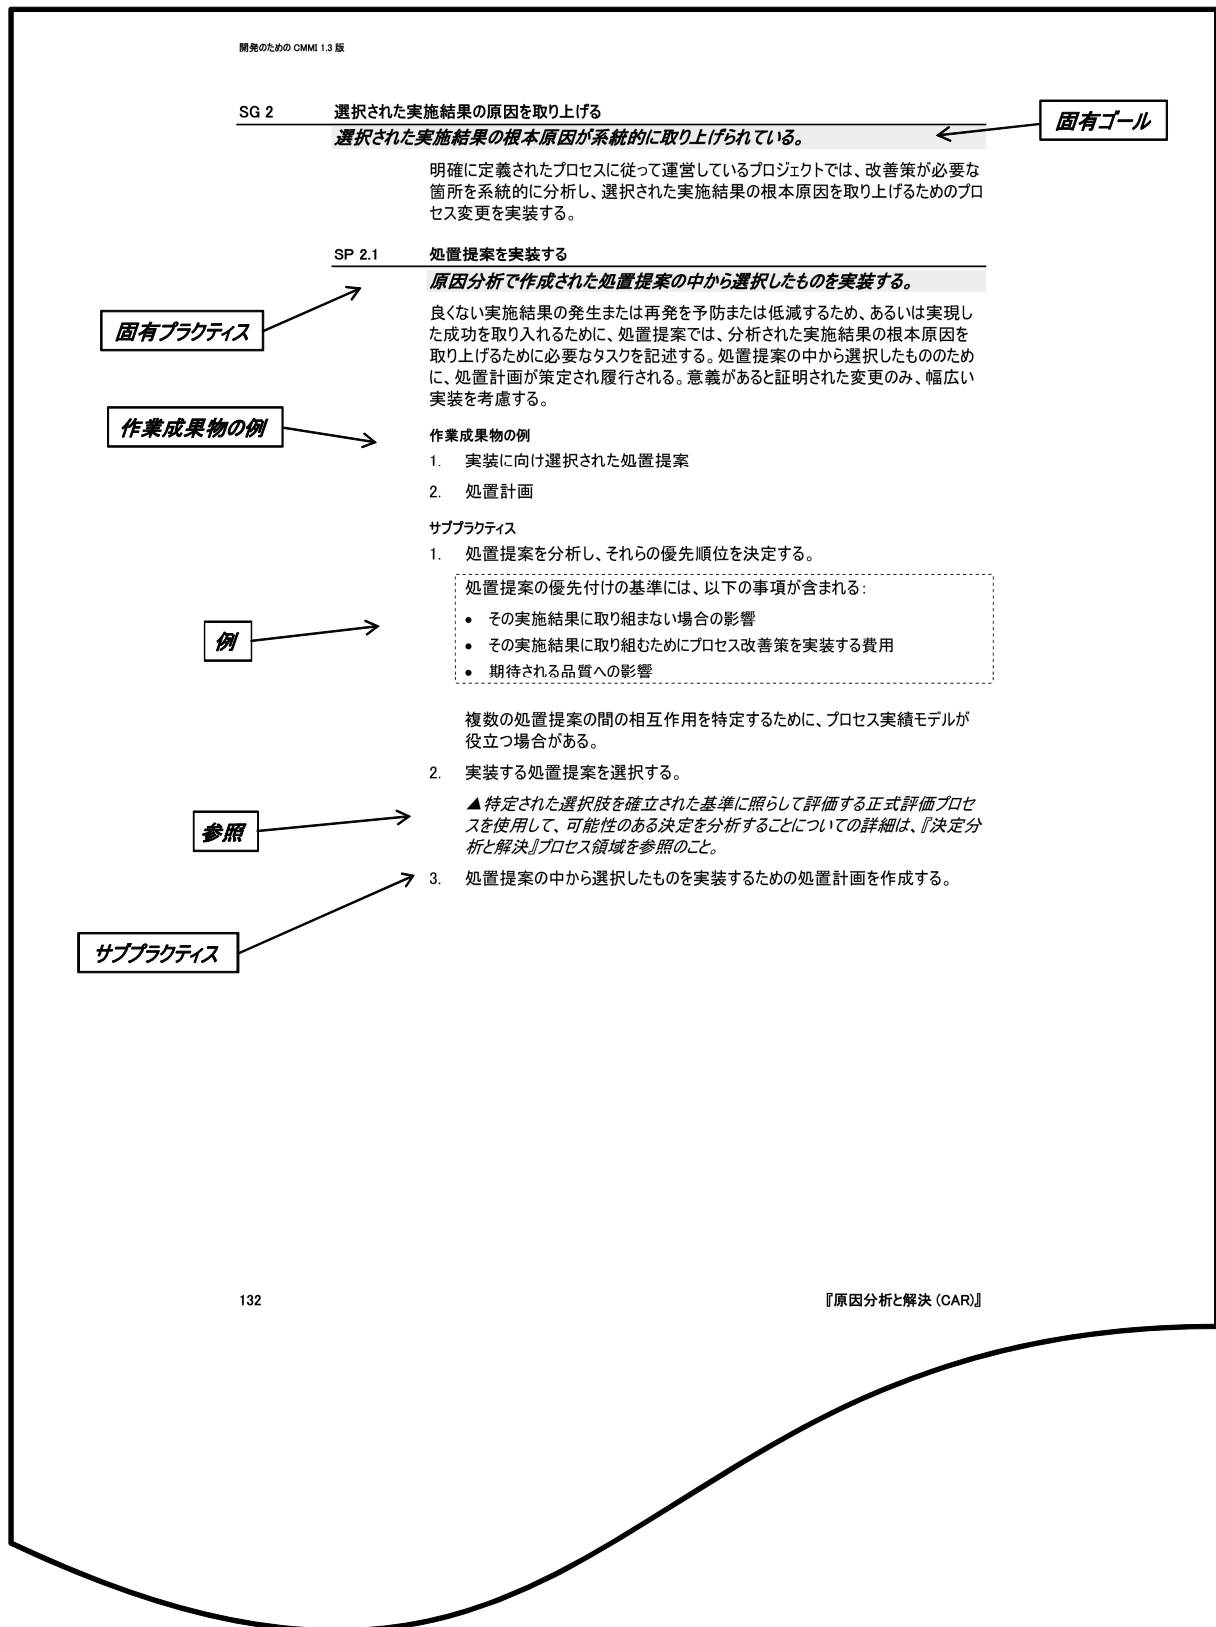 開発のための CMMI 1.3 版
SG 2 選択された実施結果の原因を取り上げる
選択された実施結果の根本原因が系統的に取り上げられている。
固有ゴール
明確に定義されたプロセスに従って運営しているプロジェクトでは、改善策が必要な
箇所を系統的に分析し、選択された実施結果の根本原因を取り上げるためのプロ
セス変更を実装する。
SP 2.1 処置提案を実装する
原因分析で作成された処置提案の中から選択したものを実装する。
固有プラクティス
良くない実施結果の発生または再発を予防または低減するため、あるいは実現し
た成功を取り入れるために、処置提案では、分析された実施結果の根本原因を
取り上げるために必要なタスクを記述する。処置提案の中から選択したもののため
に、処置計画が策定され履行される。意義があると証明された変更のみ、幅広い
実装を考慮する。
作業成果物の例
作業成果物の例
1. 実装に向け選択された処置提案
2. 処置計画
サブプラクティス
1. 処置提案を分析し、それらの優先順位を決定する。
処置提案の優先付けの基準には、以下の事項が含まれる:
• その実施結果に取り組まない場合の影響
• その実施結果に取り組むためにプロセス改善策を実装する費用
• 期待される品質への影響
例
複数の処置提案の間の相互作用を特定するために、プロセス実績モデルが
役立つ場合がある。
2. 実装する処置提案を選択する。
▲特定された選択肢を確立された基準に照らして評価する正式評価プロセ
スを使用して、可能性のある決定を分析することについての詳細は、『決定分
析と解決』プロセス領域を参照のこと。
参照
3. 処置提案の中から選択したものを実装するための処置計画を作成する。
サブプラクティス
132 『原因分析と解決 (CAR)』